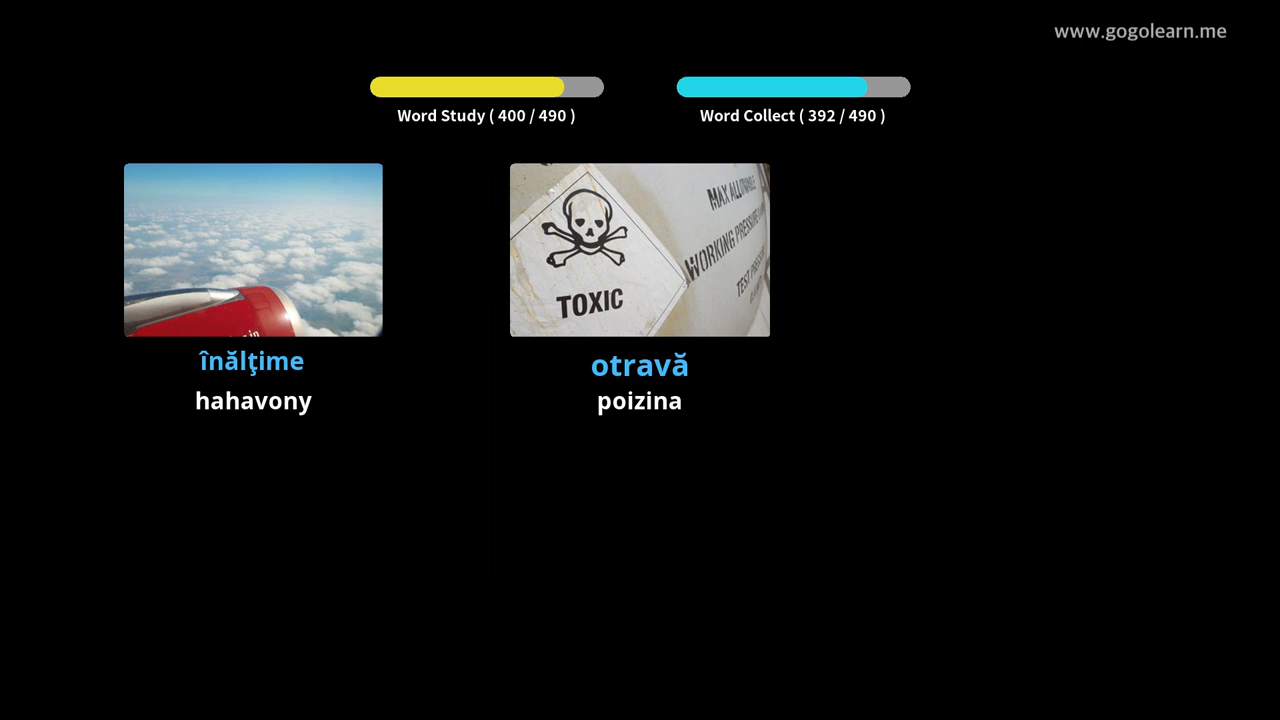 www.gogolearn.me
Word Study ( 400 / 490 )
Word Collect ( 392 / 490 )
MAX ALLOWABLE
WORKING PRESSURE
TEST
TOXIC
înălţime
otravă
hahavony
poizina